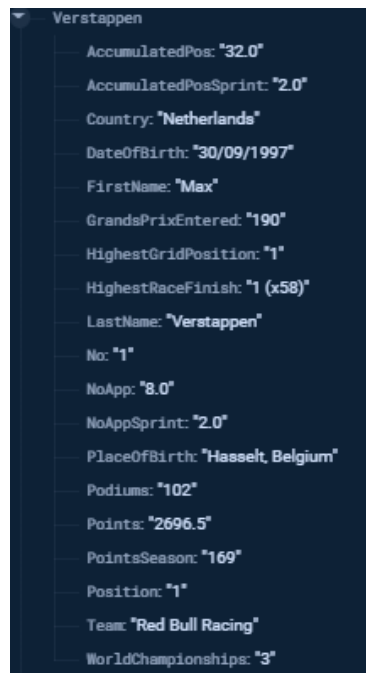 Verstappen
AccumulatedPos: "32.0"
AccumulatedPosSprint: "2.0"
Country: "Netherlands"
DateOfBirth: "30/09/1997"
FirstName: "Max"
GrandsPrixEntered: "190"
HighestGridPosition: "1"
HighestRaceFinish: "1 (x58)"
LastName: "Verstappen"
No: "1"
NoApp: "8.0"
NoAppSprint: "2.0"
PlaceOfBirth: "Hasselt, Belgium"
Podiums: "102"
Points: "2696.5"
PointsSeason: "169"
Position: "1"
Team: "Red Bull Racing"
WorldChampionships: "3"